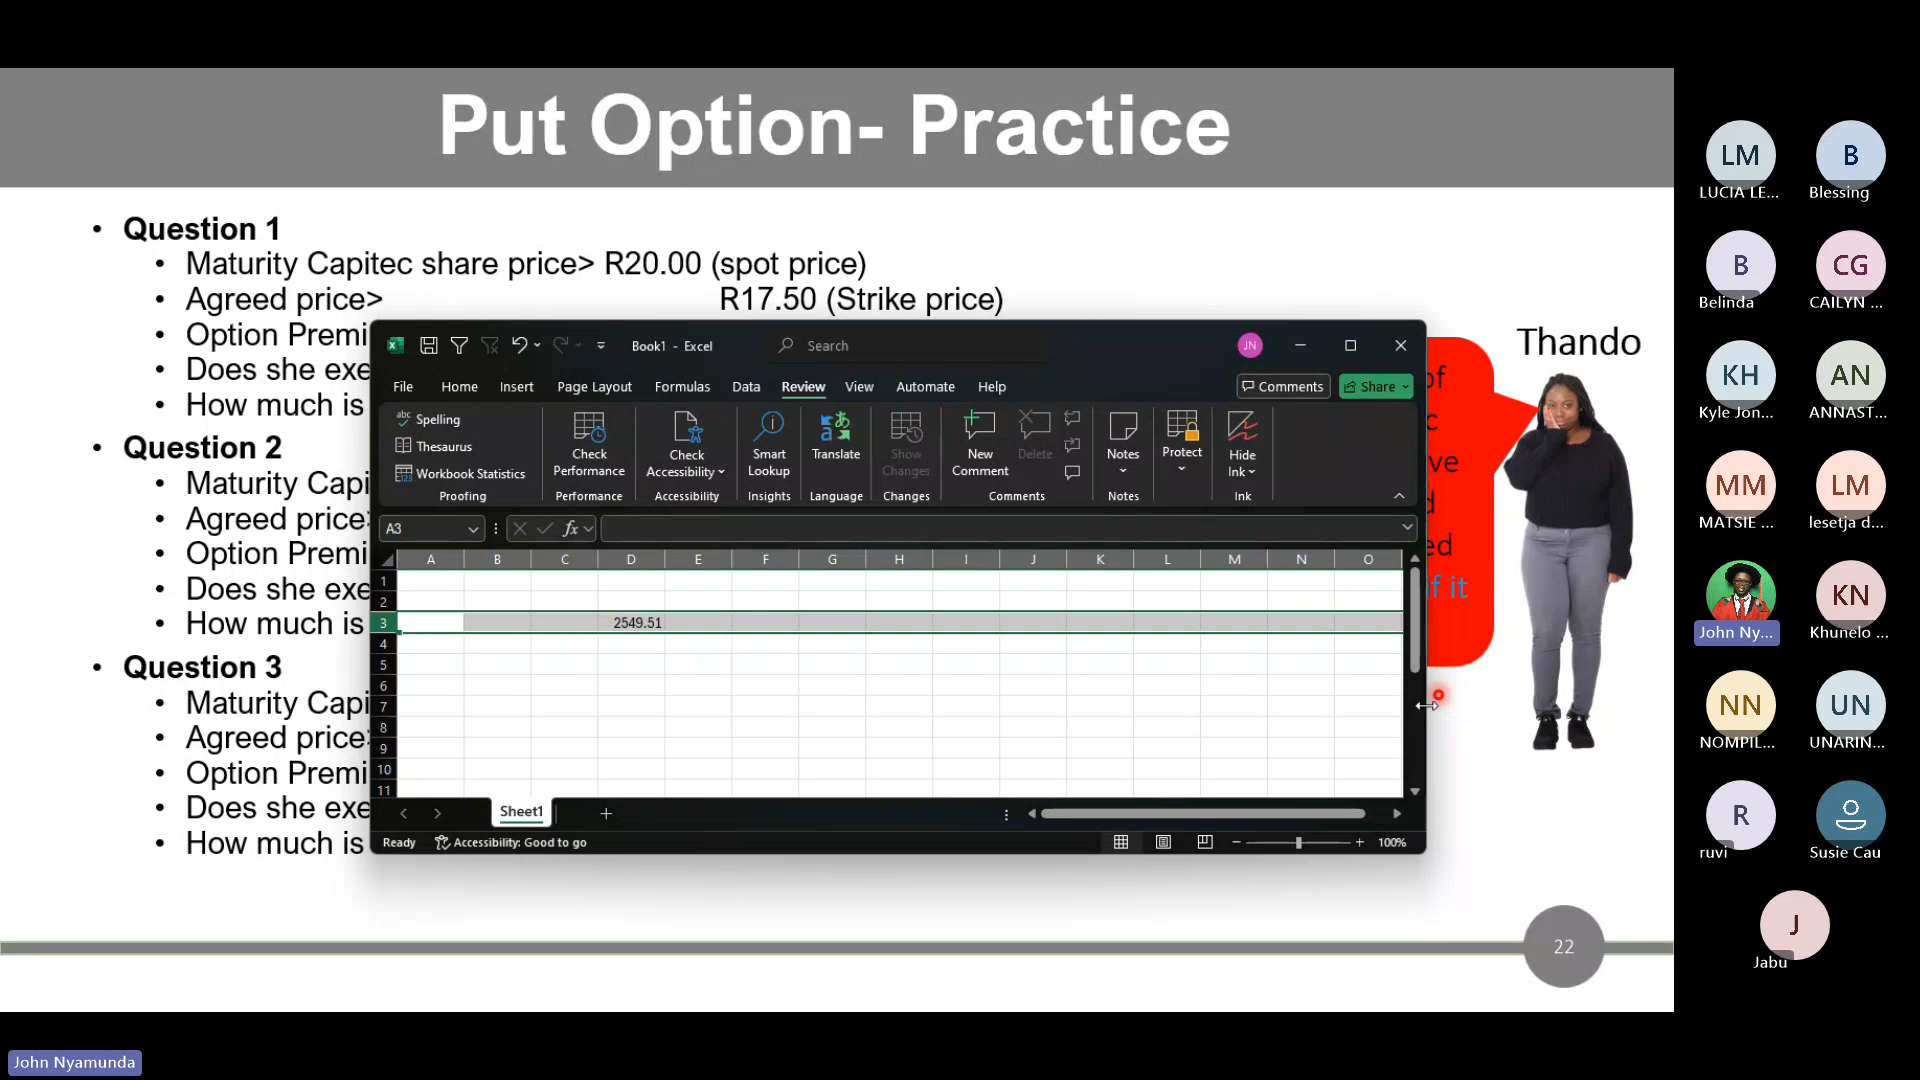 Put Option- Practice
• Question 1
• Maturity Capitec share price> R20.00 (spot price)
• Agreed price> R17.50 (Strike price)
• Option Premi
• Does she exe
• How much is
• Question 2
• Maturity Capi
• Agreed price
• Option Premi
• Does she exe
• How much is
• Question 3
• Maturity Capi
• Agreed price
• Option Premi
• Does she exe
• How much is
Thando
of
c
ve
d
ed
if it
22
Book1 - Excel
Search
JN
File Home Insert Page Layout Formulas Data Review View Automate Help
Comments Share
Spelling
Thesaurus
Workbook Statistics
Proofing
Check Performance
Performance
Check Accessibility
Accessibility
Smart Lookup
Insights
Translate
Language
Show Changes
Changes
New Comment
Delete
Comments
Notes
Notes
Protect
Hide Ink
Ink
A3
fx
A B C D E F G H I J K L M N O
1
2
3 2549.51
4
5
6
7
8
9
10
11
Sheet1
Ready
Accessibility: Good to go
100%
LM
LUCIA LE...
B
Blessing
B
Belinda
CG
CAILYN ...
KH
Kyle Jon...
AN
ANNAST...
MM
MATSIE ...
LM
lesetja d...
John Ny...
KN
Khunelo ...
NN
NOMPIL...
UN
UNARIN...
R
ruvi
Susie Cau
J
Jabu
John Nyamunda